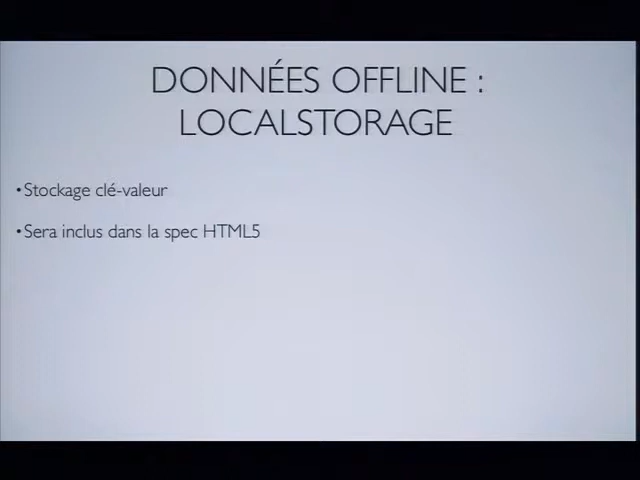 DONNÉES OFFLINE :
LOCALSTORAGE
•Stockage clé-valeur
•Sera inclus dans la spec HTML5